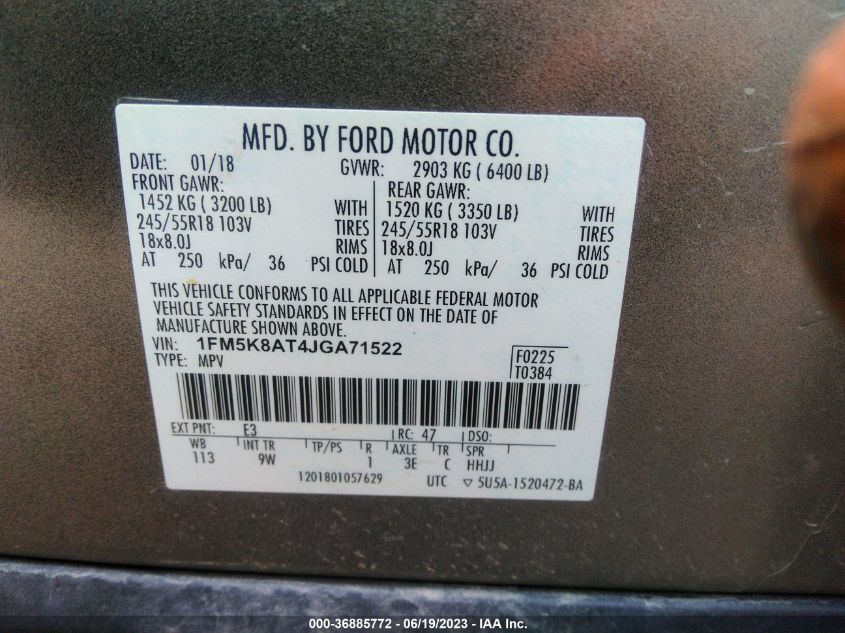 MFD. BY FORD MOTOR CO.
DATE: 01/18 GVWR: 2903 KG ( 6400 LB)
FRONT GAWR: REAR GAWR:
1452 KG ( 3200 LB) WITH 1520 KG ( 3350 LB) WITH
245/55R18 103V TIRES 245/55R18 103V TIRES
18x8.0J RIMS 18x8.0J RIMS
AT 250 kPa/ 36 PSI COLD AT 250 kPa/ 36 PSI COLD
THIS VEHICLE CONFORMS TO ALL APPLICABLE FEDERAL MOTOR
VEHICLE SAFETY STANDARDS IN EFFECT ON THE DATE OF
MANUFACTURE SHOWN ABOVE.
VIN: 1FM5K8AT4JGA71522 F0225
TYPE: MPV T0384
EXT PNT: E3 RC: 47 DSO:
WB INT TR TP/PS R AXLE TR SPR
113 9W 1 3E C HHJJ
1201801057629 UTC ▽ 5U5A-1520472-BA
000-36885772 - 06/19/2023 - IAA Inc.